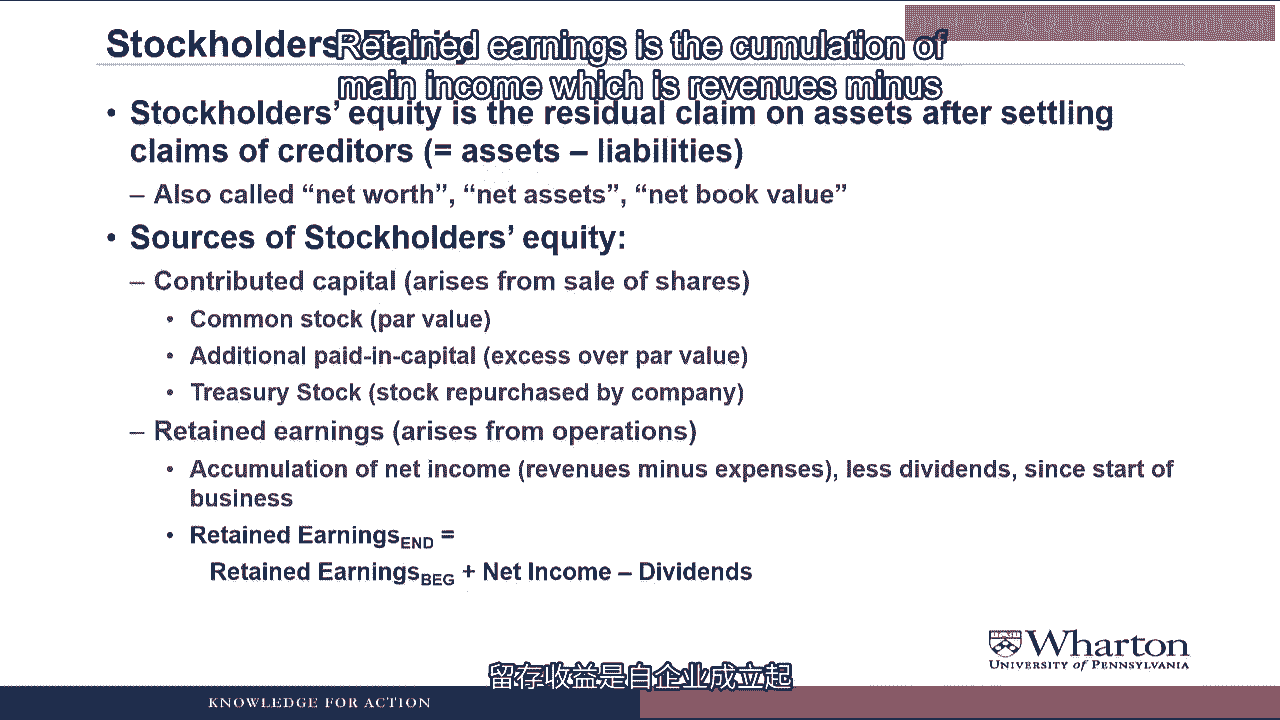 Stockholders' Equity
Retained earnings is the cumulation of
main income which is revenues minus
• Stockholders’ equity is the residual claim on assets after settling
claims of creditors (= assets – liabilities)
– Also called “net worth”, “net assets”, “net book value”
• Sources of Stockholders’ equity:
– Contributed capital (arises from sale of shares)
• Common stock (par value)
• Additional paid-in-capital (excess over par value)
• Treasury Stock (stock repurchased by company)
– Retained earnings (arises from operations)
• Accumulation of net income (revenues minus expenses), less dividends, since start of
business
• Retained EarningsEND =
Retained EarningsBEG + Net Income – Dividends
Wharton
UNIVERSITY of PENNSYLVANIA
留存收益是自企业成立起
KNOWLEDGE FOR ACTION